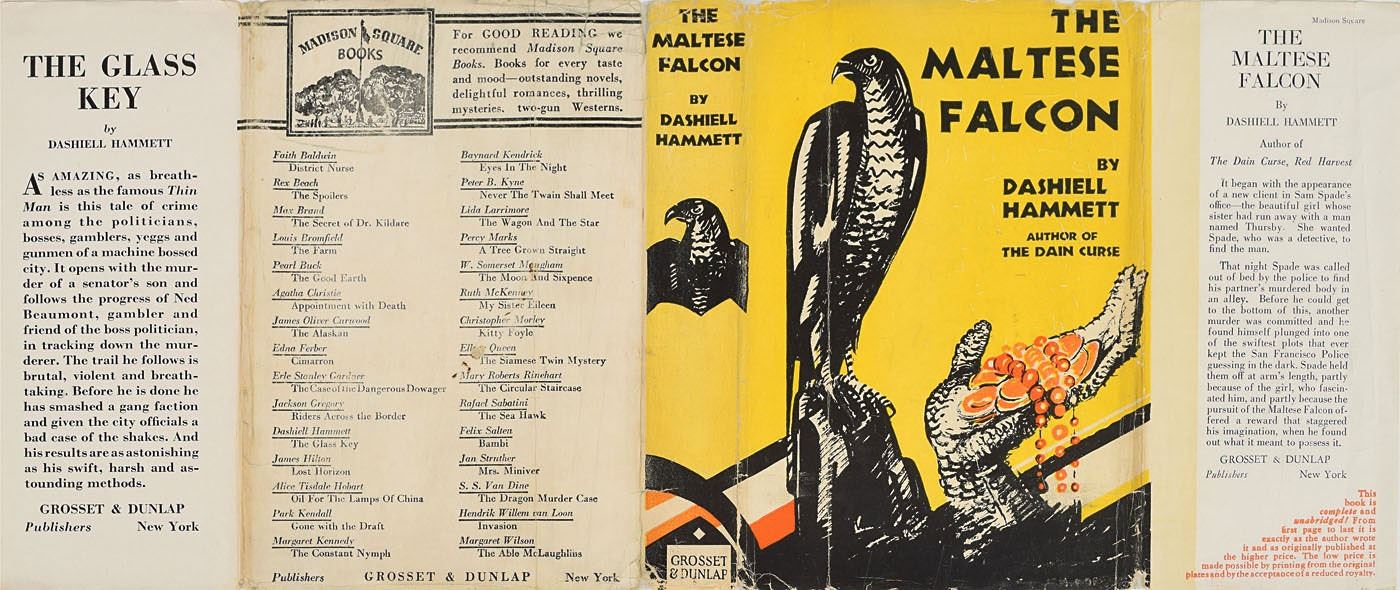 THE GLASS
KEY
by
DASHIELL HAMMETT
AS AMAZING, as breath-
less as the famous Thin
Man is this tale of crime
among the politicians,
bosses, gamblers, yeggs and
gunmen of a machine bossed
city. It opens with the mur-
der of a senator's son and
follows the progress of Ned
Beaumont, gambler and
friend of the boss politician,
in tracking down the mur-
derer. The trail he follows is
brutal, violent and breath-
taking. Before he is done he
has smashed a gang faction
and given the city officials a
bad case of the shakes. And
his results are as astonishing
as his swift, harsh and as-
tounding methods.
GROSSET & DUNLAP
Publishers New York
MADISON SQUARE
BOOKS
For GOOD READING we
recommend Madison Square
Books. Books for every taste
and mood—outstanding novels,
delightful romances, thrilling
mysteries, two-gun Westerns.
Faith Baldwin
District Nurse
Rex Beach
The Spoilers
Max Brand
The Secret of Dr. Kildare
Louis Bromfield
The Farm
Pearl Buck
The Good Earth
Agatha Christie
Appointment with Death
James Oliver Curwood
The Alaskan
Edna Ferber
Cimarron
Erle Stanley Gardner
The Case of the Dangerous Dowager
Jackson Gregory
Riders Across the Border
Dashiell Hammett
The Glass Key
James Hilton
Lost Horizon
Alice Tisdale Hobart
Oil For The Lamps Of China
Park Kendall
Gone with the Draft
Margaret Kennedy
The Constant Nymph
Baynard Kendrick
Eyes In The Night
Peter B. Kyne
Never The Twain Shall Meet
Lida Larrimore
The Wagon And The Star
Percy Marks
A Tree Grown Straight
W. Somerset Maugham
The Moon And Sixpence
Ruth McKenney
My Sister Eileen
Christopher Morley
Kitty Foyle
Ellery Queen
The Siamese Twin Mystery
Mary Roberts Rinehart
The Circular Staircase
Rafael Sabatini
The Sea Hawk
Felix Salten
Bambi
Jan Struther
Mrs. Miniver
S. S. Van Dine
The Dragon Murder Case
Hendrik Willem van Loon
Invasion
Margaret Wilson
The Able McLaughlins
Publishers GROSSET & DUNLAP New York
THE
MALTESE
FALCON
BY
DASHIELL
HAMMETT
GROSSET
& DUNLAP
THE
MALTESE
FALCON
BY
DASHIELL
HAMMETT
AUTHOR OF
THE DAIN CURSE
Madison Square
THE
MALTESE
FALCON
By
DASHIELL HAMMETT
Author of
The Dain Curse, Red Harvest
It began with the appearance
of a new client in Sam Spade's
office—the beautiful girl whose
sister had run away with a man
named Thursby. She wanted
Spade, who was a detective, to
find the man.
That night Spade was called
out of bed by the police to find
his partner's murdered body in
an alley. Before he could get
to the bottom of this, another
murder was committed and he
found himself plunged into one
of the swiftest plots that ever
kept the San Francisco Police
guessing in the dark. Spade held
them off at arm's length, partly
because of the girl, who fascin-
ated him, and partly because the
pursuit of the Maltese Falcon of-
fered a reward that staggered
his imagination, when he found
out what it meant to possess it.
GROSSET & DUNLAP
Publishers New York
This
book is
complete and
unabridged! From
first page to last it is
exactly as the author wrote
it and as originally published at
the higher price. The low price is
made possible by printing from the original
plates and by the acceptance of a reduced royalty.